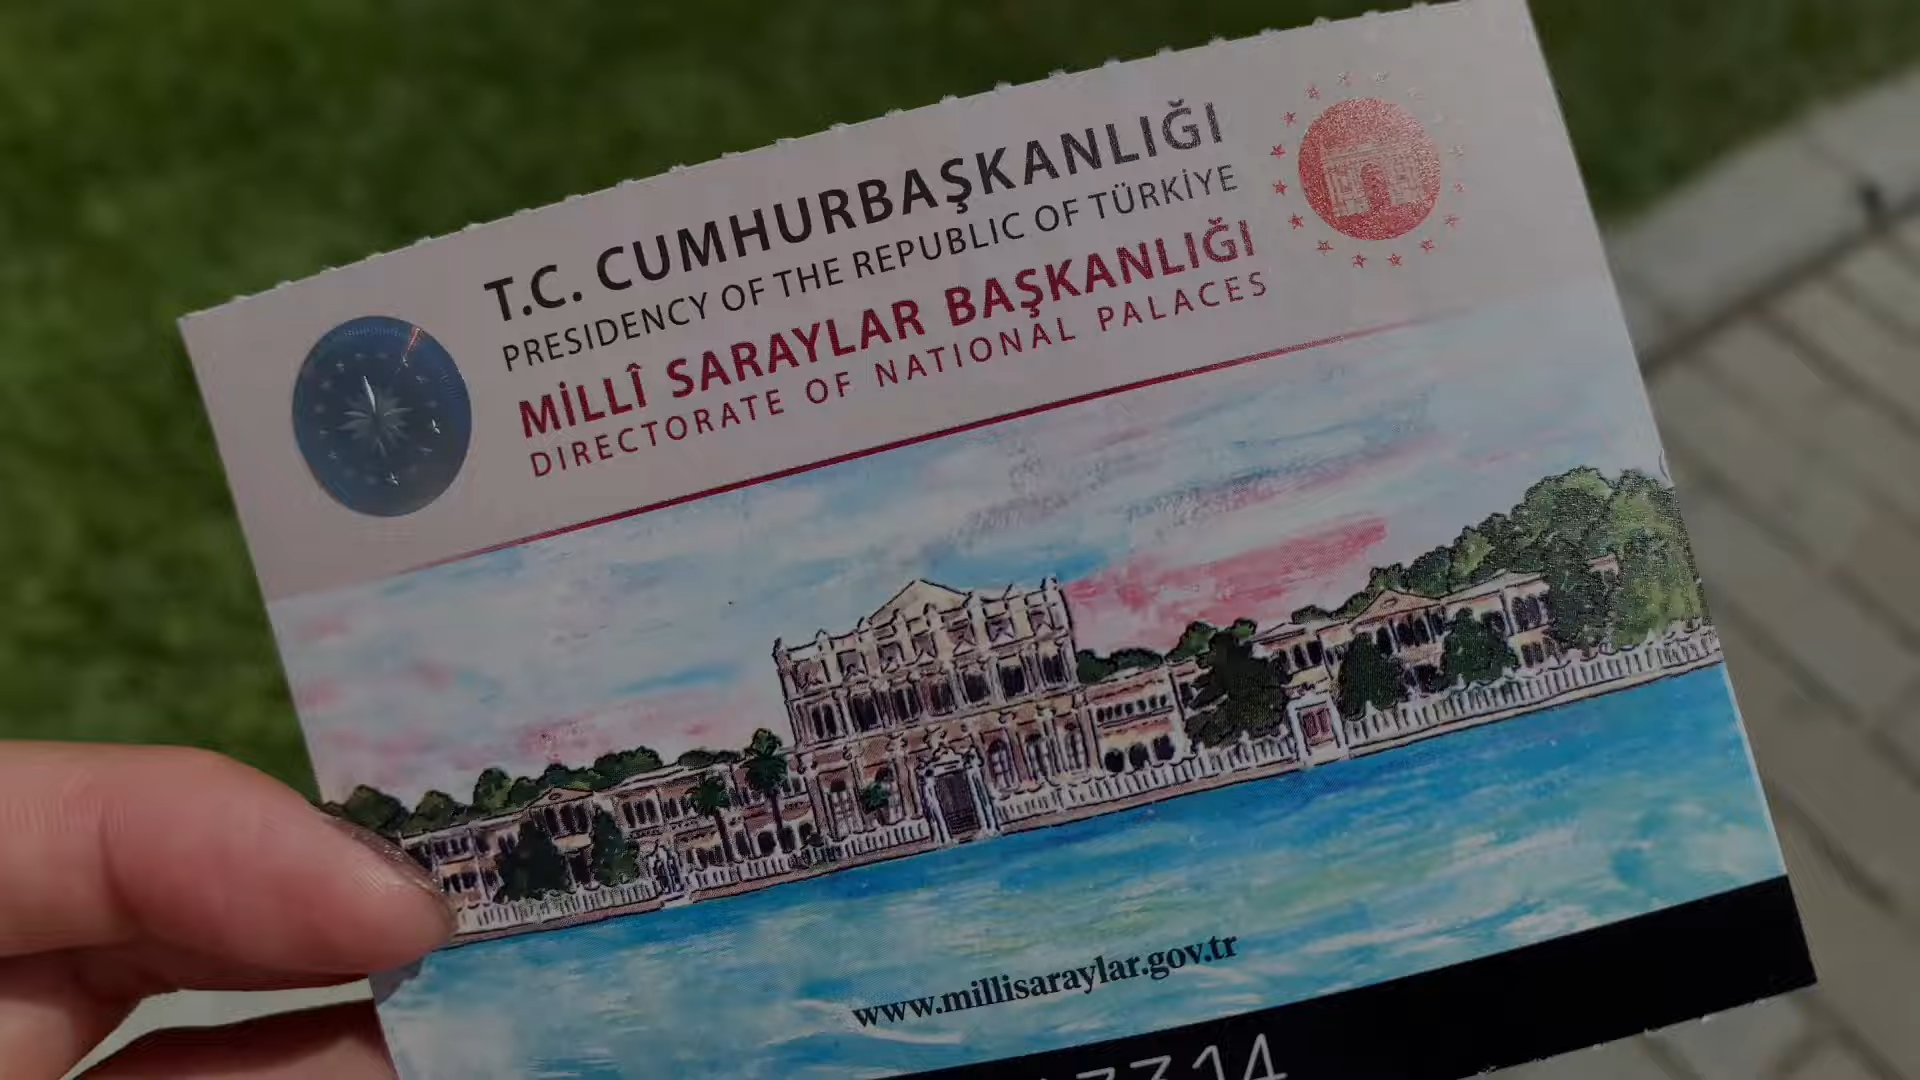 T.C. CUMHURBAŞKANLIĞI
PRESIDENCY OF THE REPUBLIC OF TÜRKİYE
MİLLÎ SARAYLAR BAŞKANLIĞI
DIRECTORATE OF NATIONAL PALACES
www.millisaraylar.gov.tr